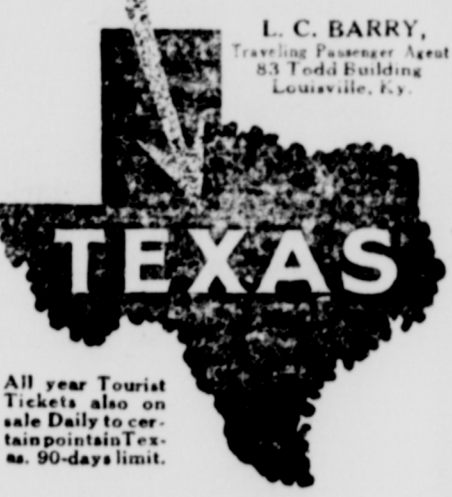 L. C. BARRY,
Traveling Passenger Agent
83 Todd Building
Louisville, Ky.
TEXAS
All year Tourist
Tickets also on
sale Daily to cer-
tain points in Tex-
as. 90-days limit.